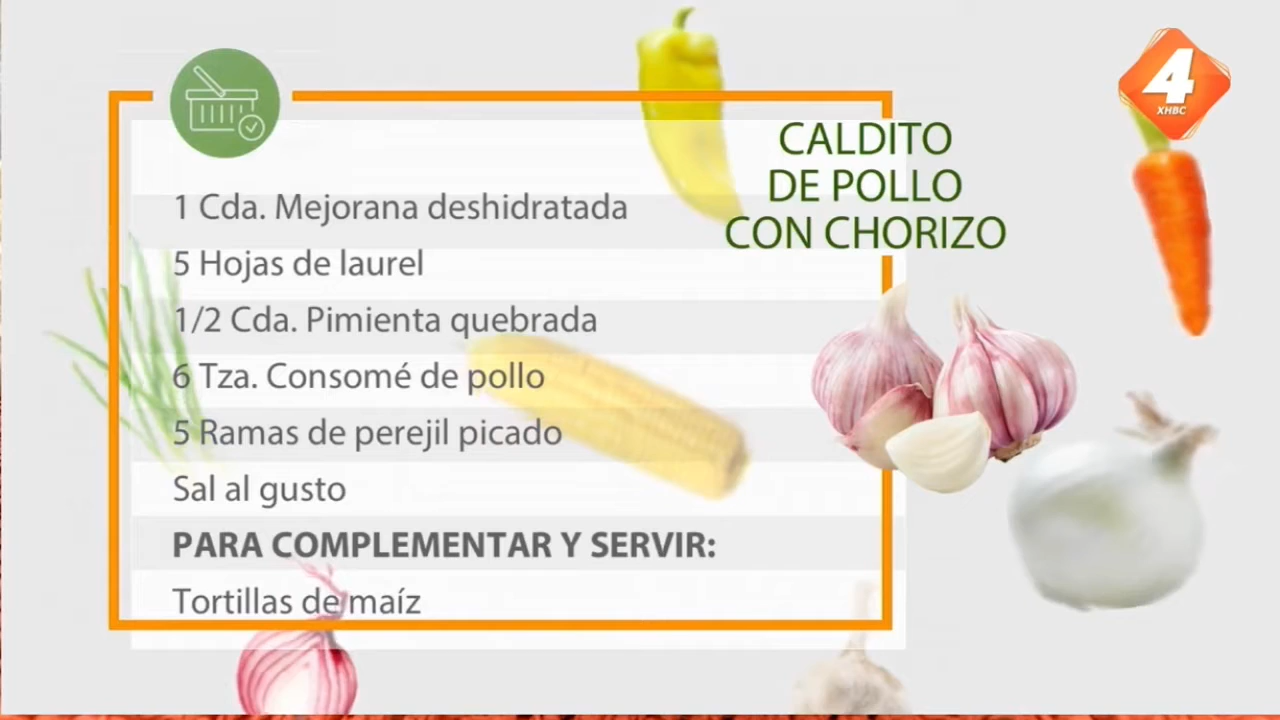 4
XHBC
CALDITO
DE POLLO
CON CHORIZO
1 Cda. Mejorana deshidratada
5 Hojas de laurel
1/2 Cda. Pimienta quebrada
6 Tza. Consomé de pollo
5 Ramas de perejil picado
Sal al gusto
PARA COMPLEMENTAR Y SERVIR:
Tortillas de maíz